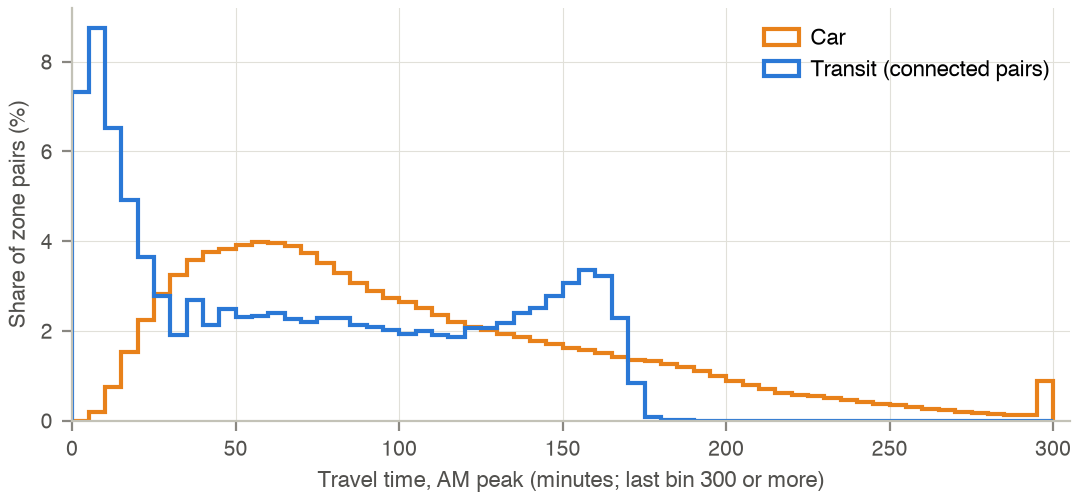 Car
Transit (connected pairs)
Share of zone pairs (%)
8
6
4
2
0
0 50 100 150 200 250 300
Travel time, AM peak (minutes; last bin 300 or more)